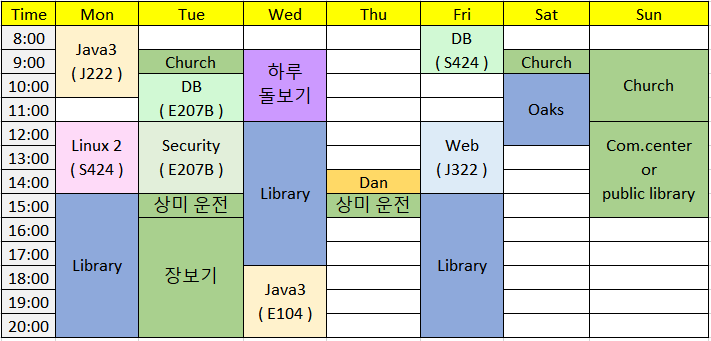 Time Mon Tue Wed Thu Fri Sat Sun
8:00
Java3
( J222 )
DB
( S424 )
9:00
Church
하루
돌보기
Church
Church
10:00
DB
( E207B )
Oaks
11:00
12:00
Linux 2
( S424 )
Security
( E207B )
Library
Web
( J322 )
Com.center
or
public library
13:00
14:00
Dan
15:00
Library
상미 운전
상미 운전
Library
16:00
장보기
17:00
18:00
Java3
( E104 )
19:00
20:00